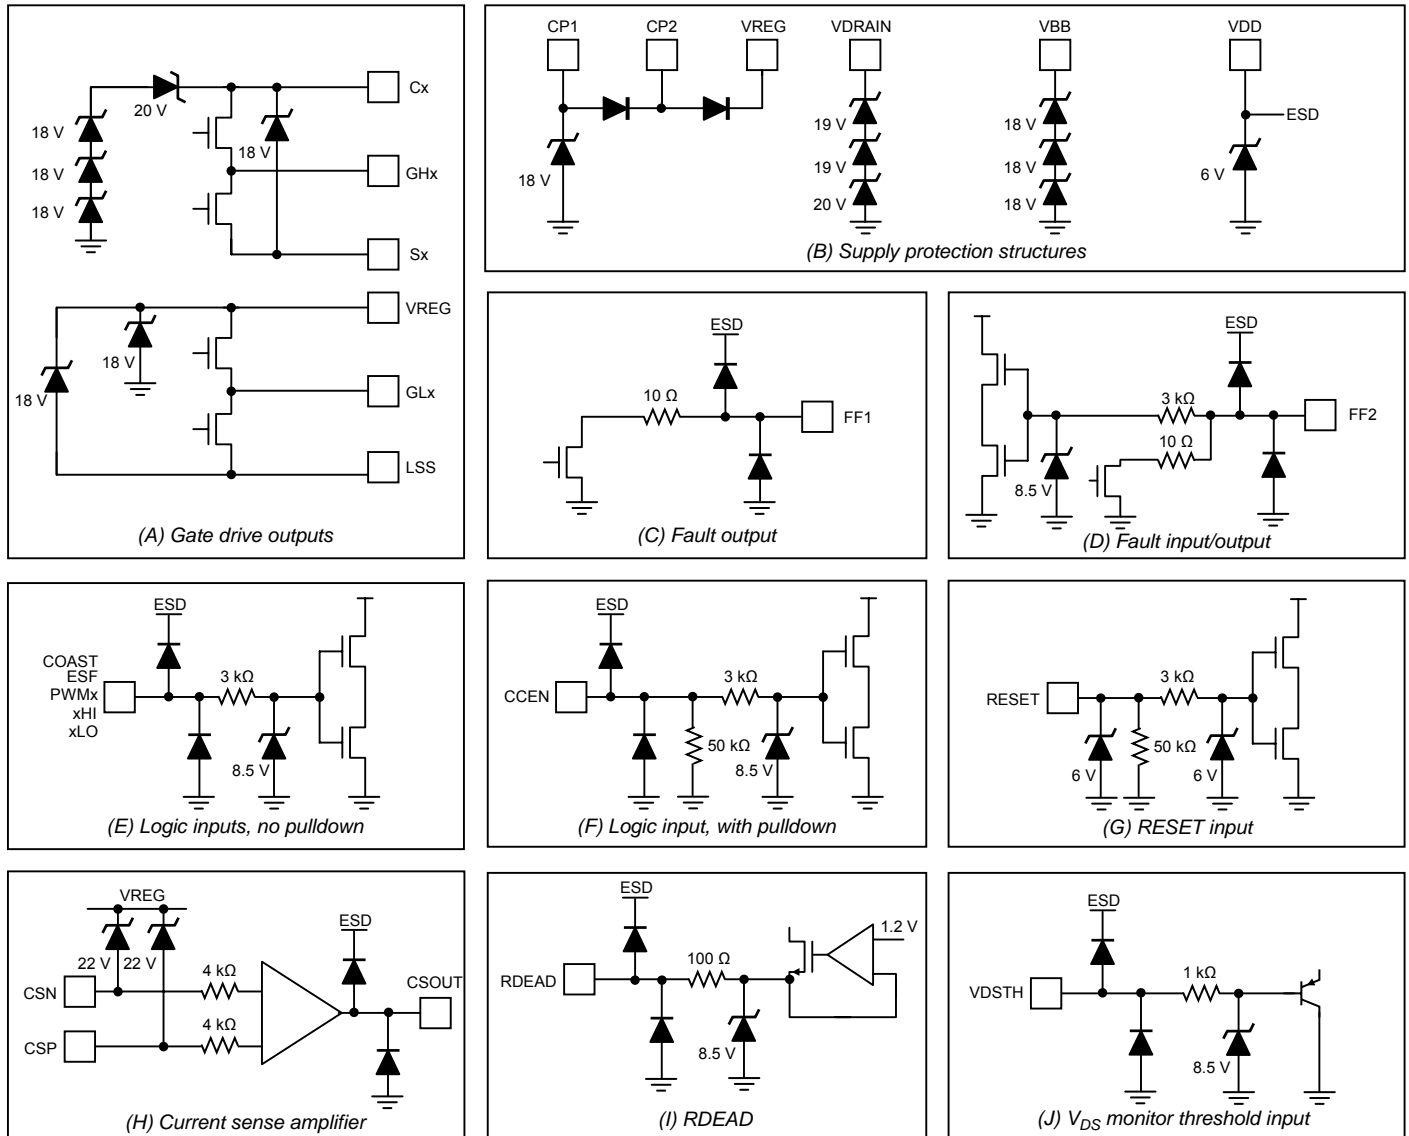 Cx
20 V
18 V
18 V
18 V
18 V
GHx
Sx
VREG
18 V
18 V
GLx
LSS
(A) Gate drive outputs
CP1
CP2
VREG
VDRAIN
VBB
VDD
18 V
19 V
19 V
20 V
18 V
18 V
18 V
ESD
6 V
(B) Supply protection structures
ESD
10 Ω
FF1
(C) Fault output
ESD
3 kΩ
10 Ω
FF2
8.5 V
(D) Fault input/output
ESD
COAST
ESF
PWMx
xHI
xLO
3 kΩ
8.5 V
(E) Logic inputs, no pulldown
ESD
CCEN
3 kΩ
50 kΩ
8.5 V
(F) Logic input, with pulldown
RESET
3 kΩ
50 kΩ
6 V
6 V
(G) RESET input
VREG
22 V
22 V
CSN
4 kΩ
CSP
4 kΩ
ESD
CSOUT
(H) Current sense amplifier
ESD
RDEAD
100 Ω
1.2 V
8.5 V
(I) RDEAD
ESD
VDSTH
1 kΩ
8.5 V
(J) VDS monitor threshold input